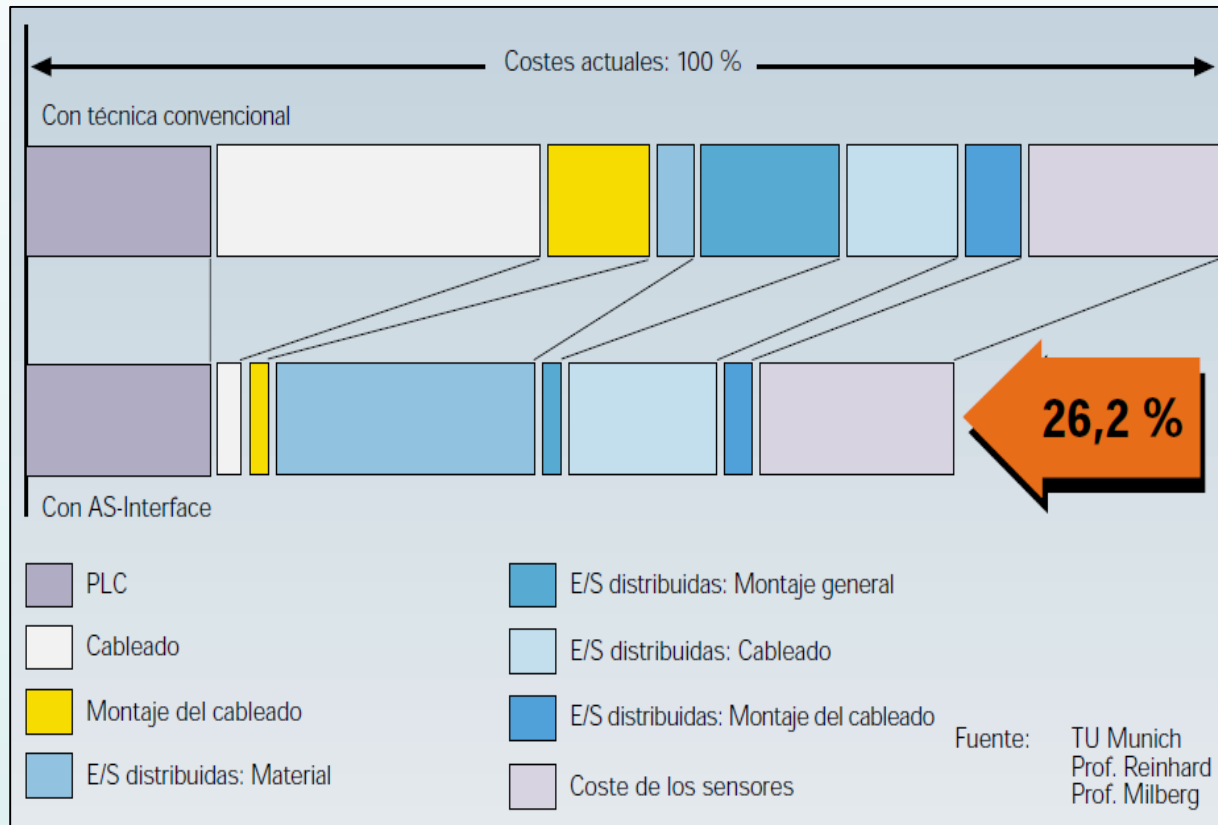 Costes actuales: 100 %
Con técnica convencional
26,2 %
Con AS-Interface
PLC
Cableado
Montaje del cableado
E/S distribuidas: Material
E/S distribuidas: Montaje general
E/S distribuidas: Cableado
E/S distribuidas: Montaje del cableado
Coste de los sensores
Fuente: TU Munich
Prof. Reinhard
Prof. Milberg